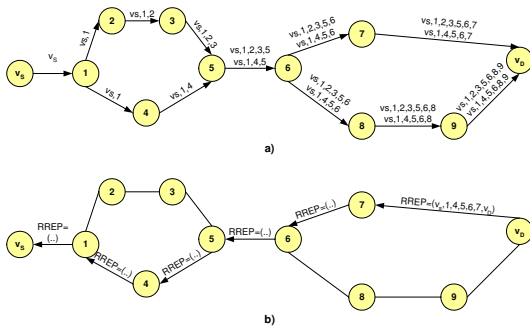 2
3
7
vs,1
vs,1,2
vs,1,2,3
vs,1,2,3,5,6
vs,1,4,5,6
vs,1,2,3,5,6,7
vs,1,4,5,6,7
vS
vS
1
5
vs,1,2,3,5
vs,1,4,5
6
vD
vs,1
vs,1,4
4
vs,1,2,3,5,6
vs,1,4,5,6
8
vs,1,2,3,5,6,8
vs,1,4,5,6,8
9
vs,1,2,3,5,6,8,9
vs,1,4,5,6,8,9
a)
2
3
7
RREP=(..)
RREP=(vs,1,4,5,6,7,vD)
vS
RREP=
(..)
1
5
RREP=(..)
6
vD
RREP=(..)
4
RREP=(..)
8
9
b)